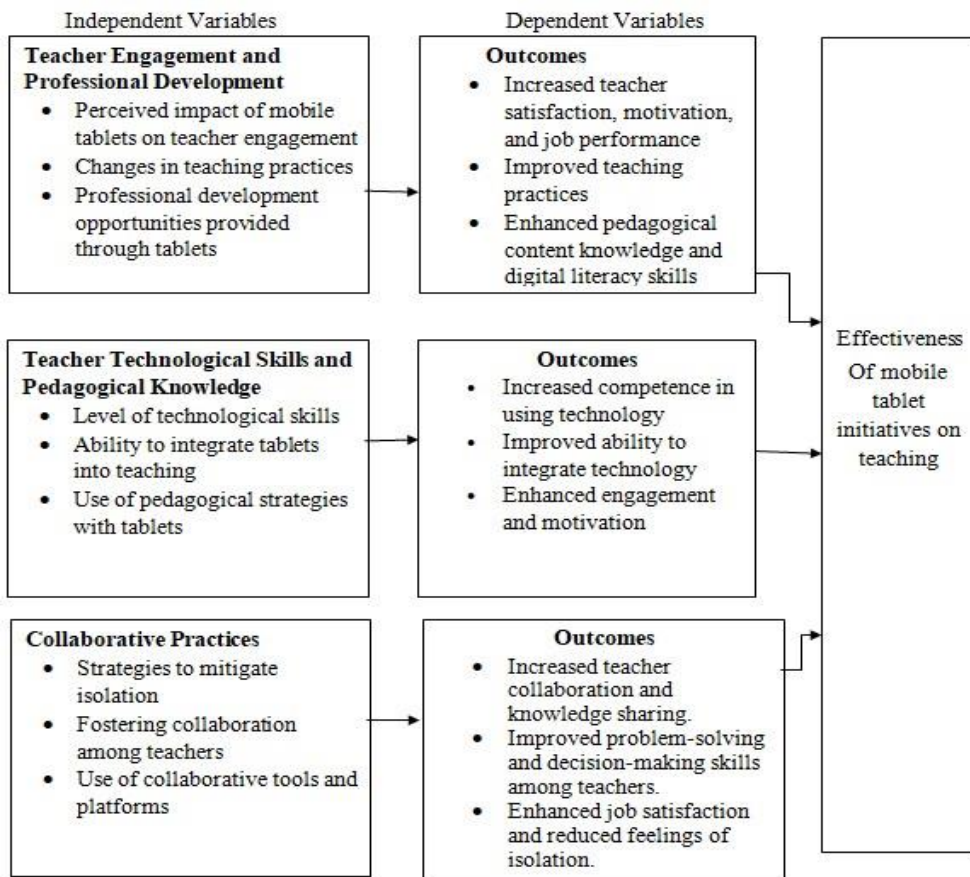 Independent Variables
Dependent Variables
Teacher Engagement and
Professional Development
• Perceived impact of mobile
tablets on teacher engagement
• Changes in teaching practices
• Professional development
opportunities provided
through tablets
Outcomes
• Increased teacher
satisfaction, motivation,
and job performance
• Improved teaching
practices
• Enhanced pedagogical
content knowledge and
digital literacy skills
Teacher Technological Skills and
Pedagogical Knowledge
• Level of technological skills
• Ability to integrate tablets
into teaching
• Use of pedagogical strategies
with tablets
Outcomes
• Increased competence in
using technology
• Improved ability to
integrate technology
• Enhanced engagement
and motivation
Collaborative Practices
• Strategies to mitigate
isolation
• Fostering collaboration
among teachers
• Use of collaborative tools and
platforms
Outcomes
• Increased teacher
collaboration and
knowledge sharing.
• Improved problem-solving
and decision-making skills
among teachers.
• Enhanced job satisfaction
and reduced feelings of
isolation.
Effectiveness
Of mobile
tablet
initiatives on
teaching